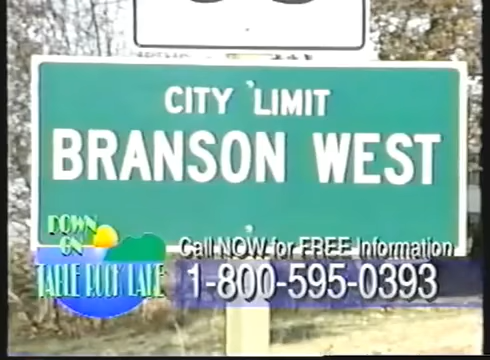 CITY LIMIT
BRANSON WEST
DOWN
ON
TABLE ROCK LAKE
Call NOW for FREE Information
1-800-595-0393